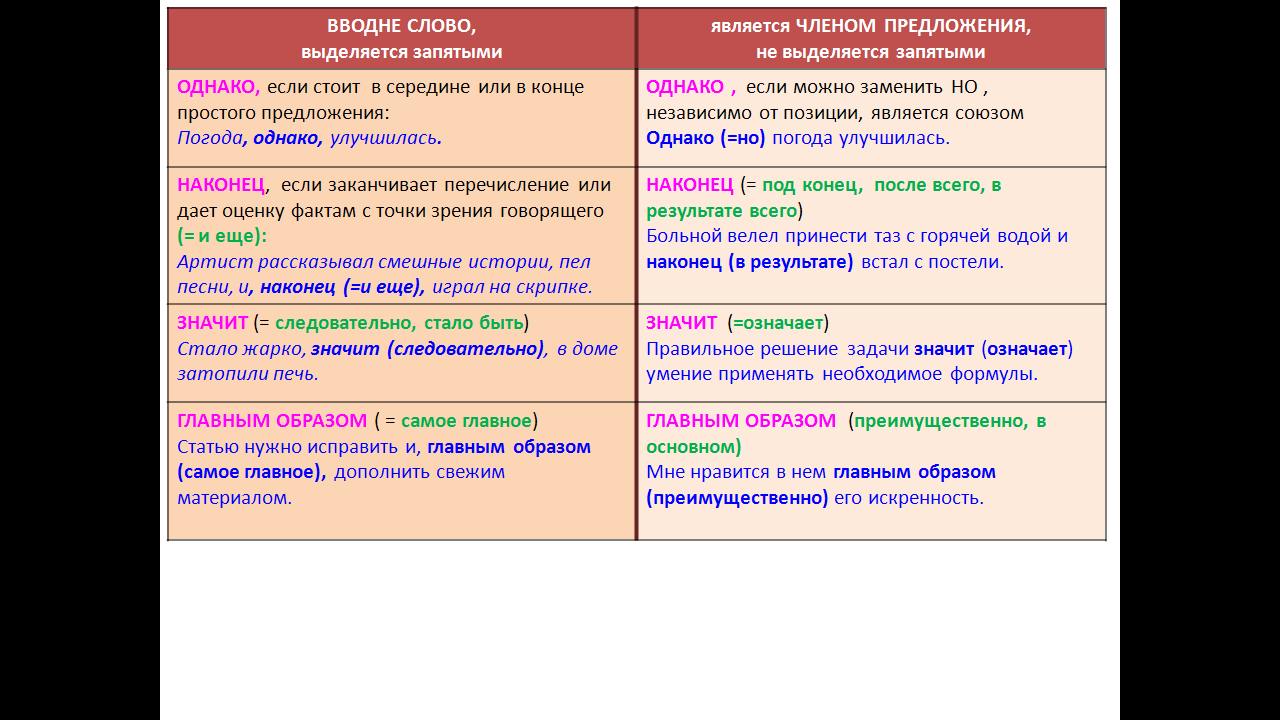 ВВОДНЕ СЛОВО,
выделяется запятыми
является ЧЛЕНОМ ПРЕДЛОЖЕНИЯ,
не выделяется запятыми
ОДНАКО, если стоит в середине или в конце
простого предложения:
Погода, однако, улучшилась.
ОДНАКО , если можно заменить НО ,
независимо от позиции, является союзом
Однако (=но) погода улучшилась.
НАКОНЕЦ, если заканчивает перечисление или
дает оценку фактам с точки зрения говорящего
(= и еще):
Артист рассказывал смешные истории, пел
песни, и, наконец (=и еще), играл на скрипке.
НАКОНЕЦ (= под конец, после всего, в
результате всего)
Больной велел принести таз с горячей водой и
наконец (в результате) встал с постели.
ЗНАЧИТ (= следовательно, стало быть)
Стало жарко, значит (следовательно), в доме
затопили печь.
ЗНАЧИТ (=означает)
Правильное решение задачи значит (означает)
умение применять необходимое формулы.
ГЛАВНЫМ ОБРАЗОМ ( = самое главное)
Статью нужно исправить и, главным образом
(самое главное), дополнить свежим
материалом.
ГЛАВНЫМ ОБРАЗОМ (преимущественно, в
основном)
Мне нравится в нем главным образом
(преимущественно) его искренность.